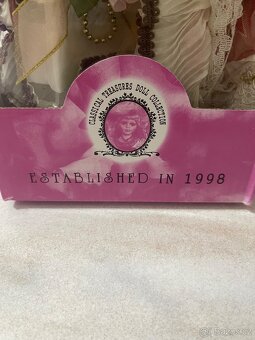 CLASSICAL TREASURES DOLL COLLECTION
ESTABLISHED IN 1998